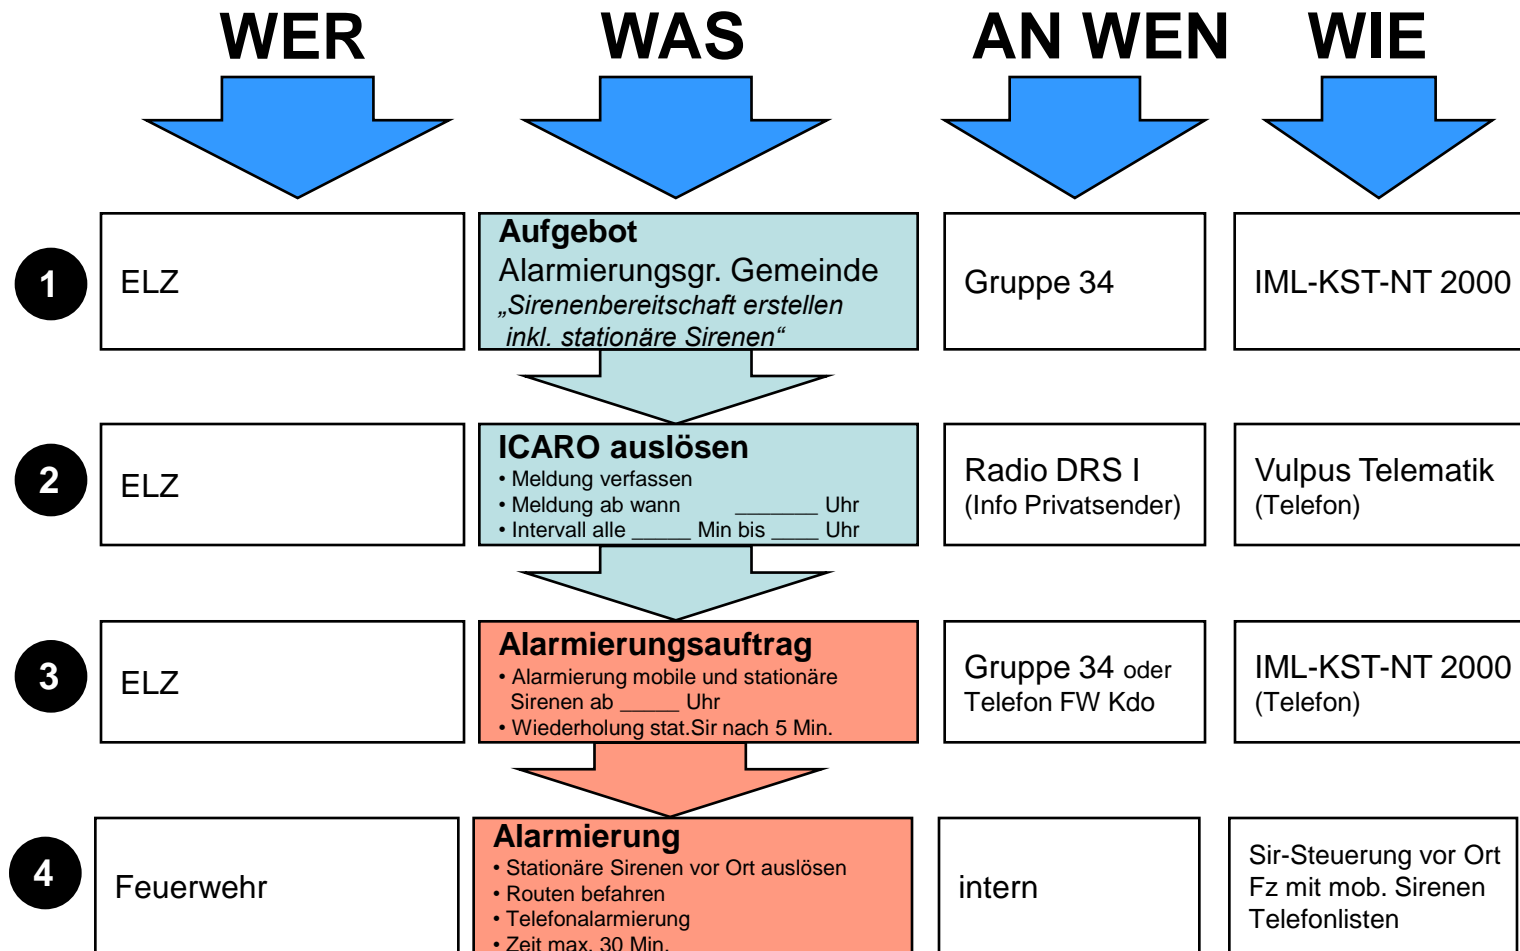 WER WAS AN WEN WIE
1
ELZ
Aufgebot
Alarmierungsgr. Gemeinde
„Sirenenbereitschaft erstellen
inkl. stationäre Sirenen“
Gruppe 34
IML-KST-NT 2000
2
ELZ
ICARO auslösen
• Meldung verfassen
• Meldung ab wann _______ Uhr
• Intervall alle _____ Min bis ____ Uhr
Radio DRS I
(Info Privatsender)
Vulpus Telematik
(Telefon)
3
ELZ
Alarmierungsauftrag
• Alarmierung mobile und stationäre
Sirenen ab _____ Uhr
• Wiederholung stat.Sir nach 5 Min.
Gruppe 34 oder
Telefon FW Kdo
IML-KST-NT 2000
(Telefon)
4
Feuerwehr
Alarmierung
• Stationäre Sirenen vor Ort auslösen
• Routen befahren
• Telefonalarmierung
• Zeit max. 30 Min.
intern
Sir-Steuerung vor Ort
Fz mit mob. Sirenen
Telefonlisten